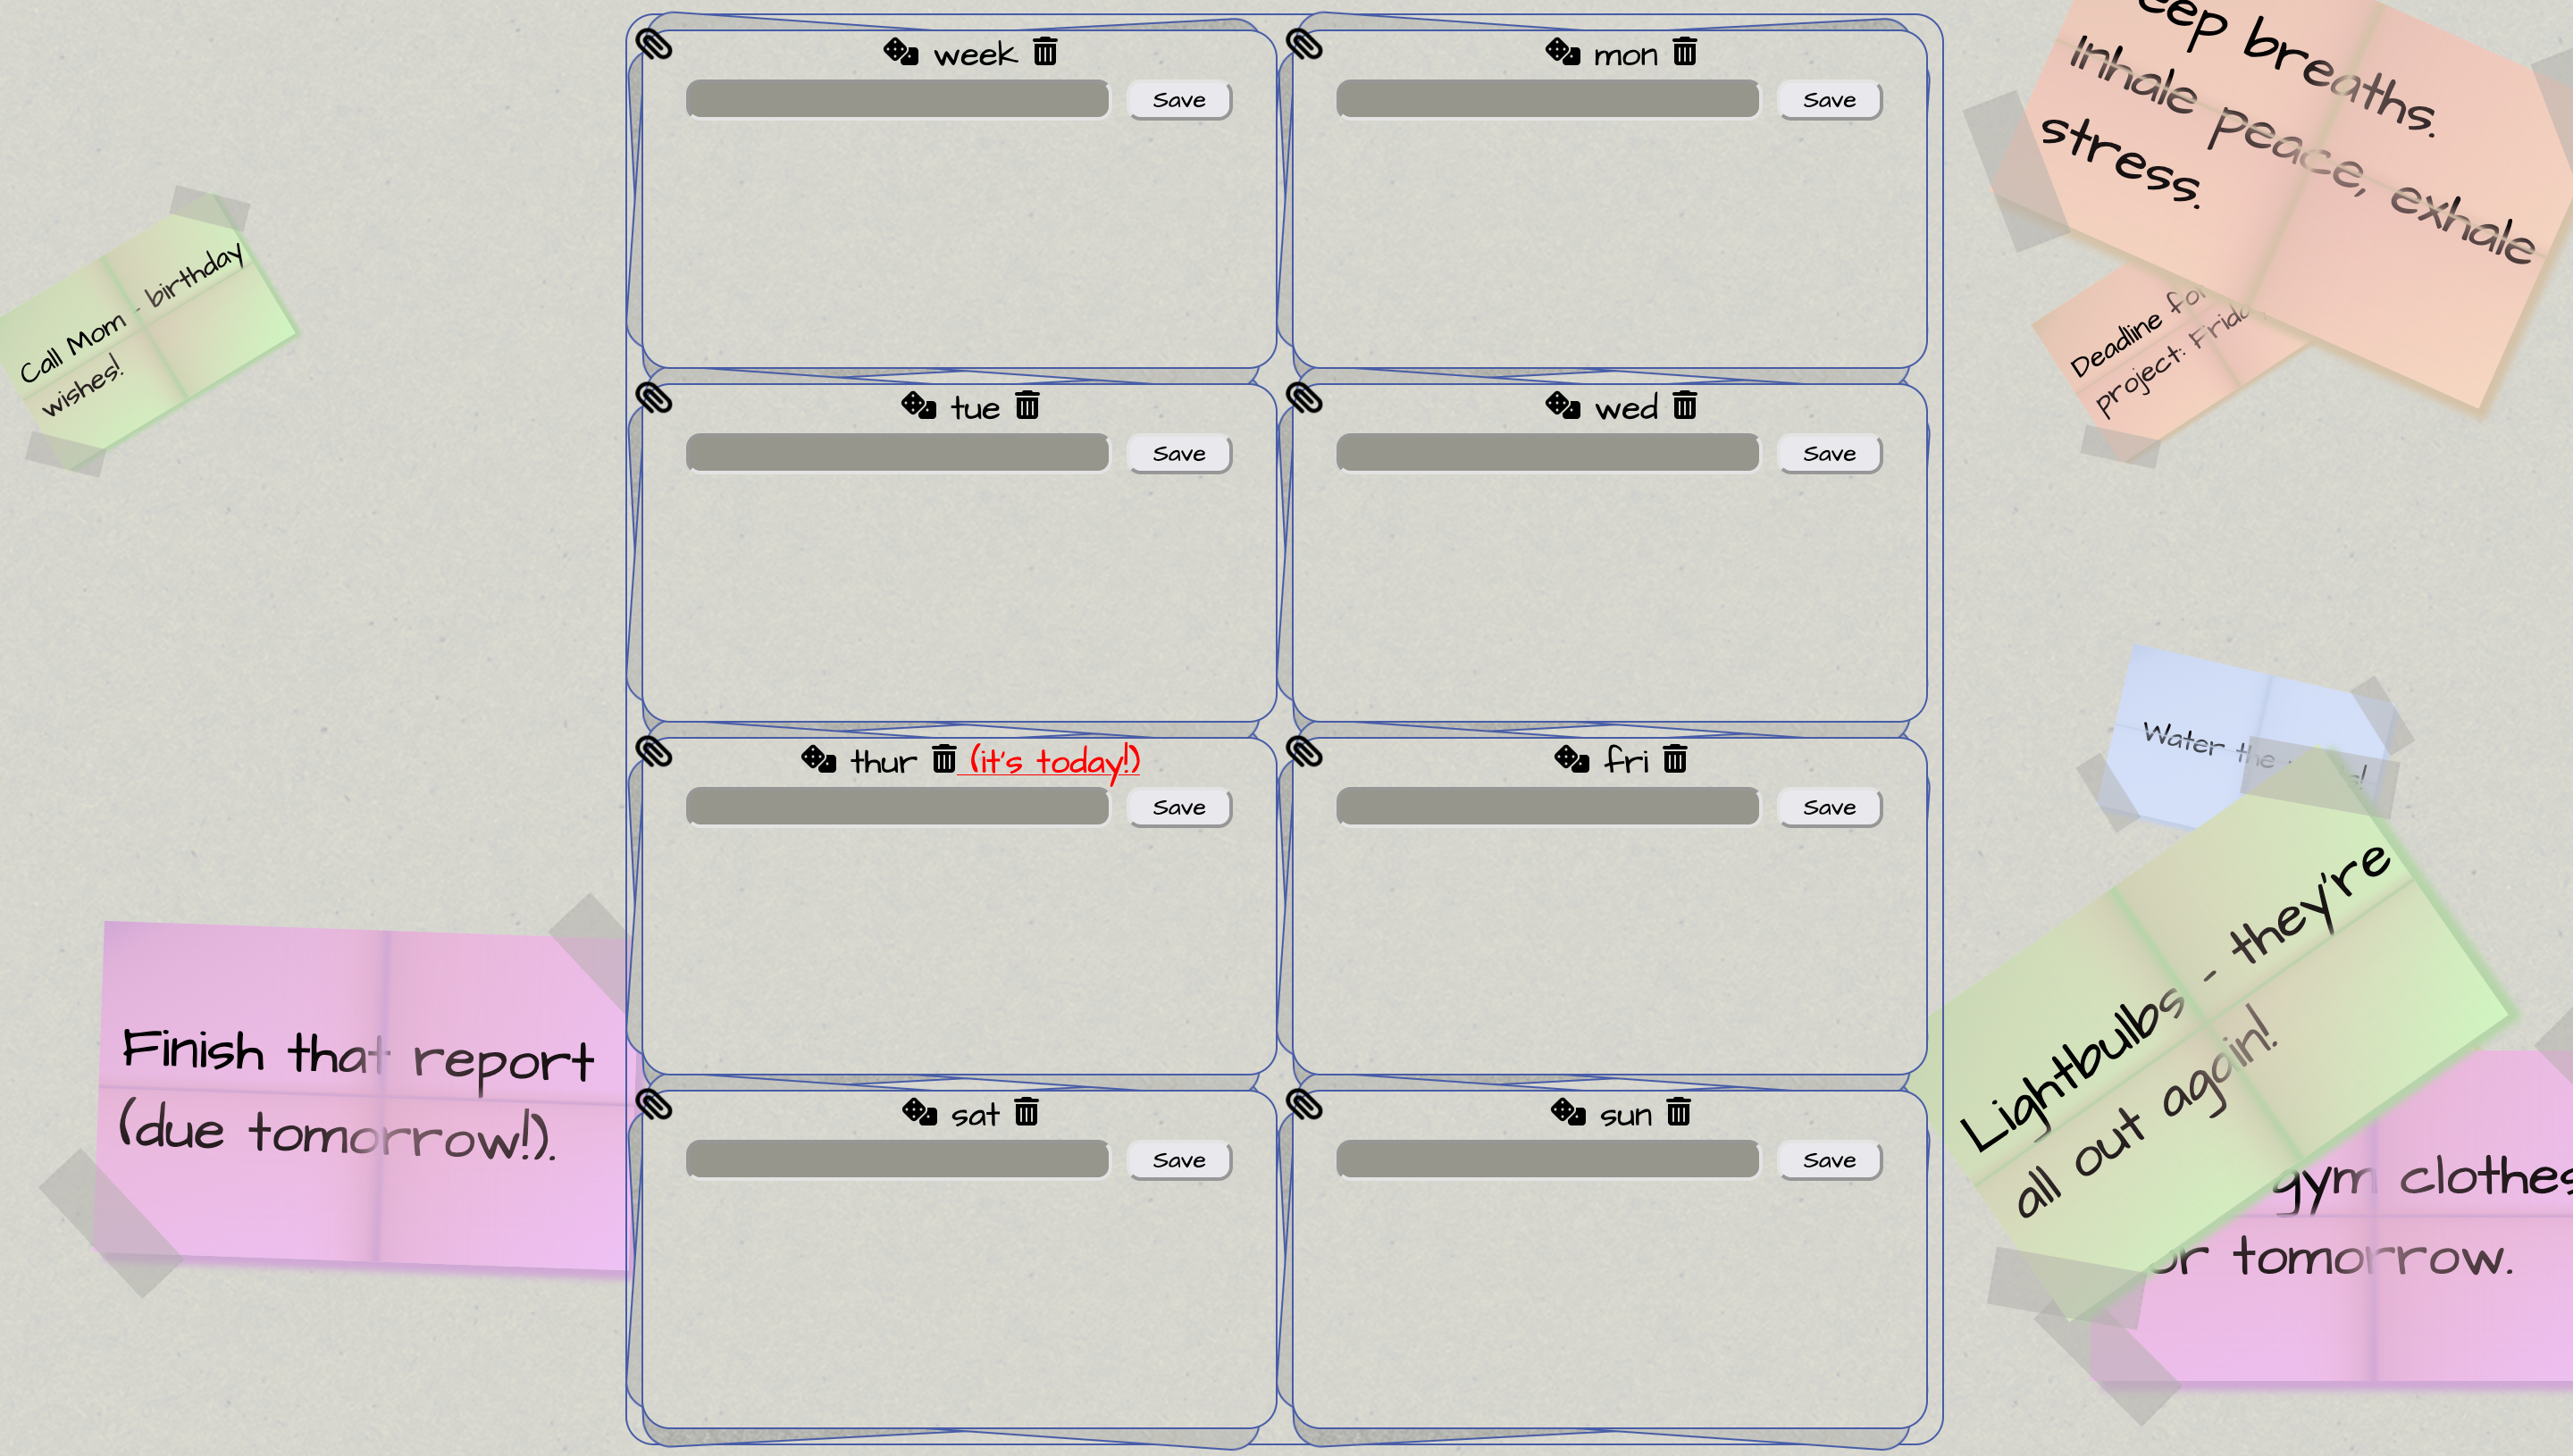 week
Save
mon
Save
tue
Save
wed
Save
thur (it's today!)
Save
fri
Save
sat
Save
sun
Save
Call Mom - birthday
wishes!
Finish that report
(due tomorrow!).
breaths.
Inhale peace, exhale
stress.
Deadline
project:
Water the
Lightbulbs - they're
all out again!
gym clothes
tomorrow.